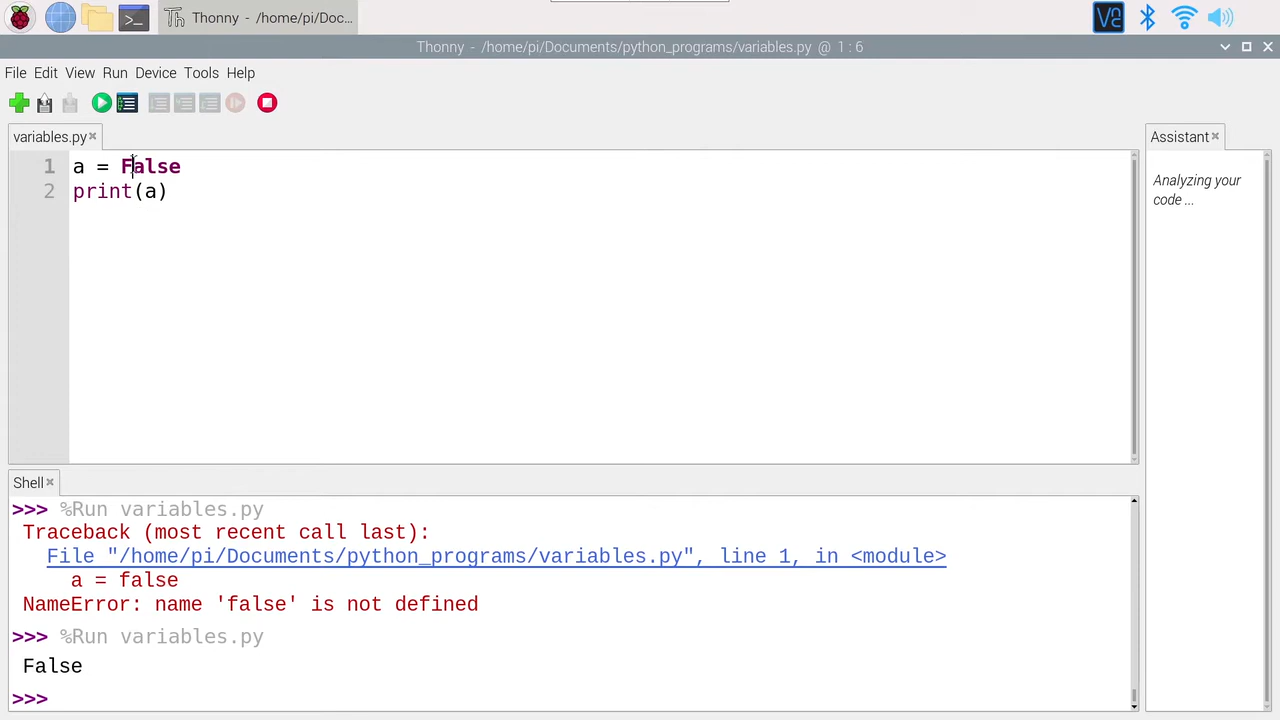 Thonny - /home/pi/Doc...
Thonny - /home/pi/Documents/python_programs/variables.py @ 1 : 6
File Edit View Run Device Tools Help
variables.py
1 a = False
2 print(a)
Assistant
Analyzing your
code ...
Shell
>>> %Run variables.py
Traceback (most recent call last):
File "/home/pi/Documents/python_programs/variables.py", line 1, in <module>
a = false
NameError: name 'false' is not defined
>>> %Run variables.py
False
>>>